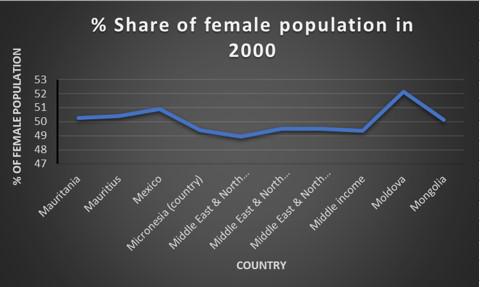 % Share of female population in
2000
% OF FEMALE POPULATION
53
52
51
50
49
48
47
Mauritania
Mauritius
Mexico
Micronesia (country)
Middle East & North...
Middle East & North...
Middle East & North...
Middle income
Moldova
Mongolia
COUNTRY